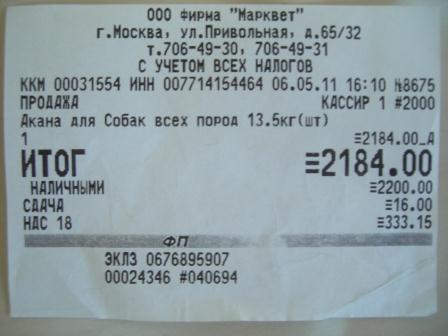 ООО Фирма "Марквет"
г.Москва, ул.Привольная, д.65/32
т.706-49-30, 706-49-31
С УЧЕТОМ ВСЕХ НАЛОГОВ
ККМ 00031554 ИНН 007714154464 06.05.11 16:10 №8675
ПРОДАЖА КАССИР 1 #2000
Акана для Собак всех пород 13.5кг(шт)
1 ≡2184.00_А
ИТОГ ≡2184.00
НАЛИЧНЫМИ ≡2200.00
СДАЧА ≡16.00
НДС 18 ≡333.15
ФП
ЭКЛЗ 0676895907
00024346 #040694